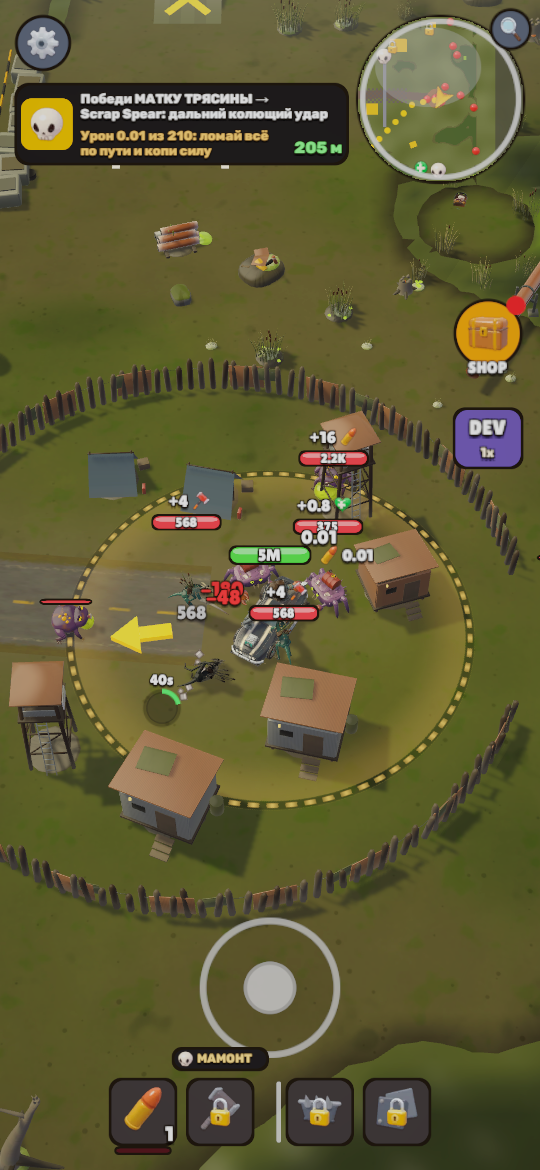 Победи МАТКУ ТРЯСИНЫ →
Scrap Spear: дальний колющий удар
Урон 0.01 из 210: ломай всё
по пути и копи силу
205 м
SHOP
DEV
1x
+16
2.2K
+4
568
+0.8
375
0.01
0.01
5M
-48
+4
568
568
40s
МАМОНТ
1